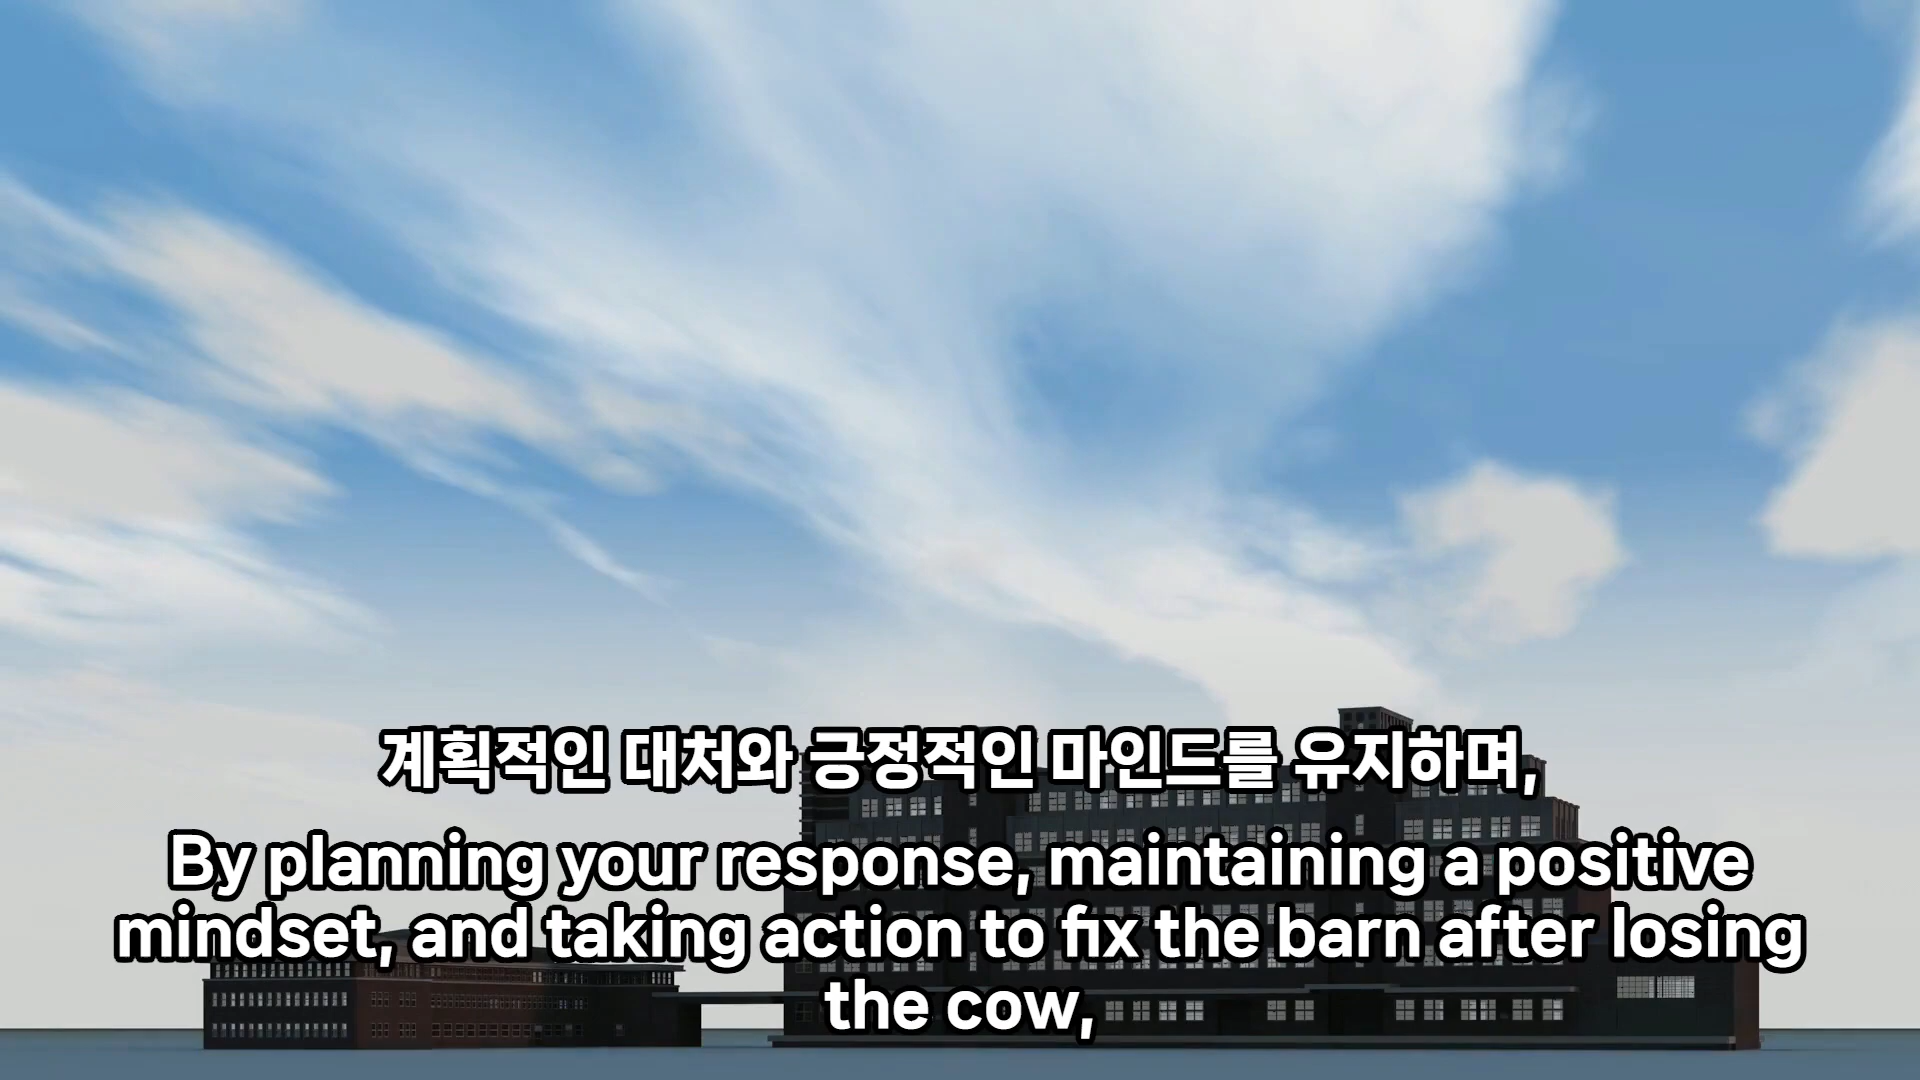 계획적인 대처와 긍정적인 마인드를 유지하며,
By planning your response, maintaining a positive
mindset, and taking action to fix the barn after losing
the cow,